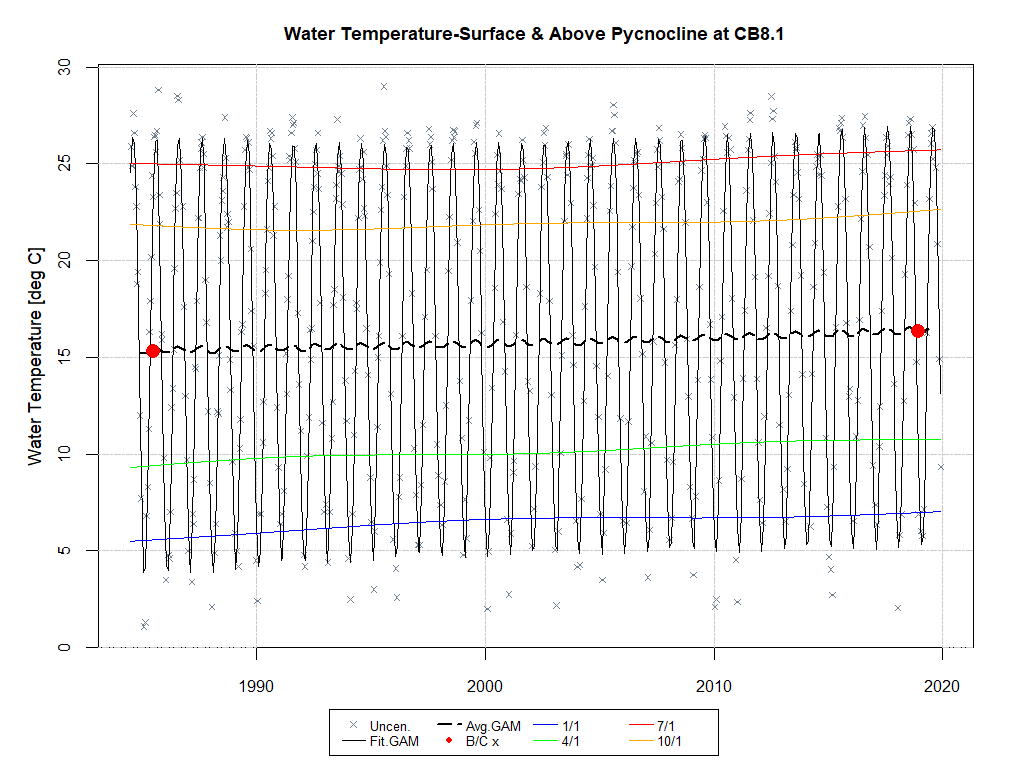 Water Temperature-Surface & Above Pycnocline at CB8.1
Water Temperature [deg C]
30
25
20
15
10
5
0
1990 2000 2010 2020
Uncen. Avg.GAM 1/1 7/1
Fit.GAM B/C x 4/1 10/1